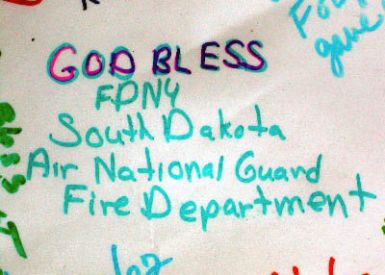 GOD BLESS
FDNY
South Dakota
Air National Guard
Fire Department